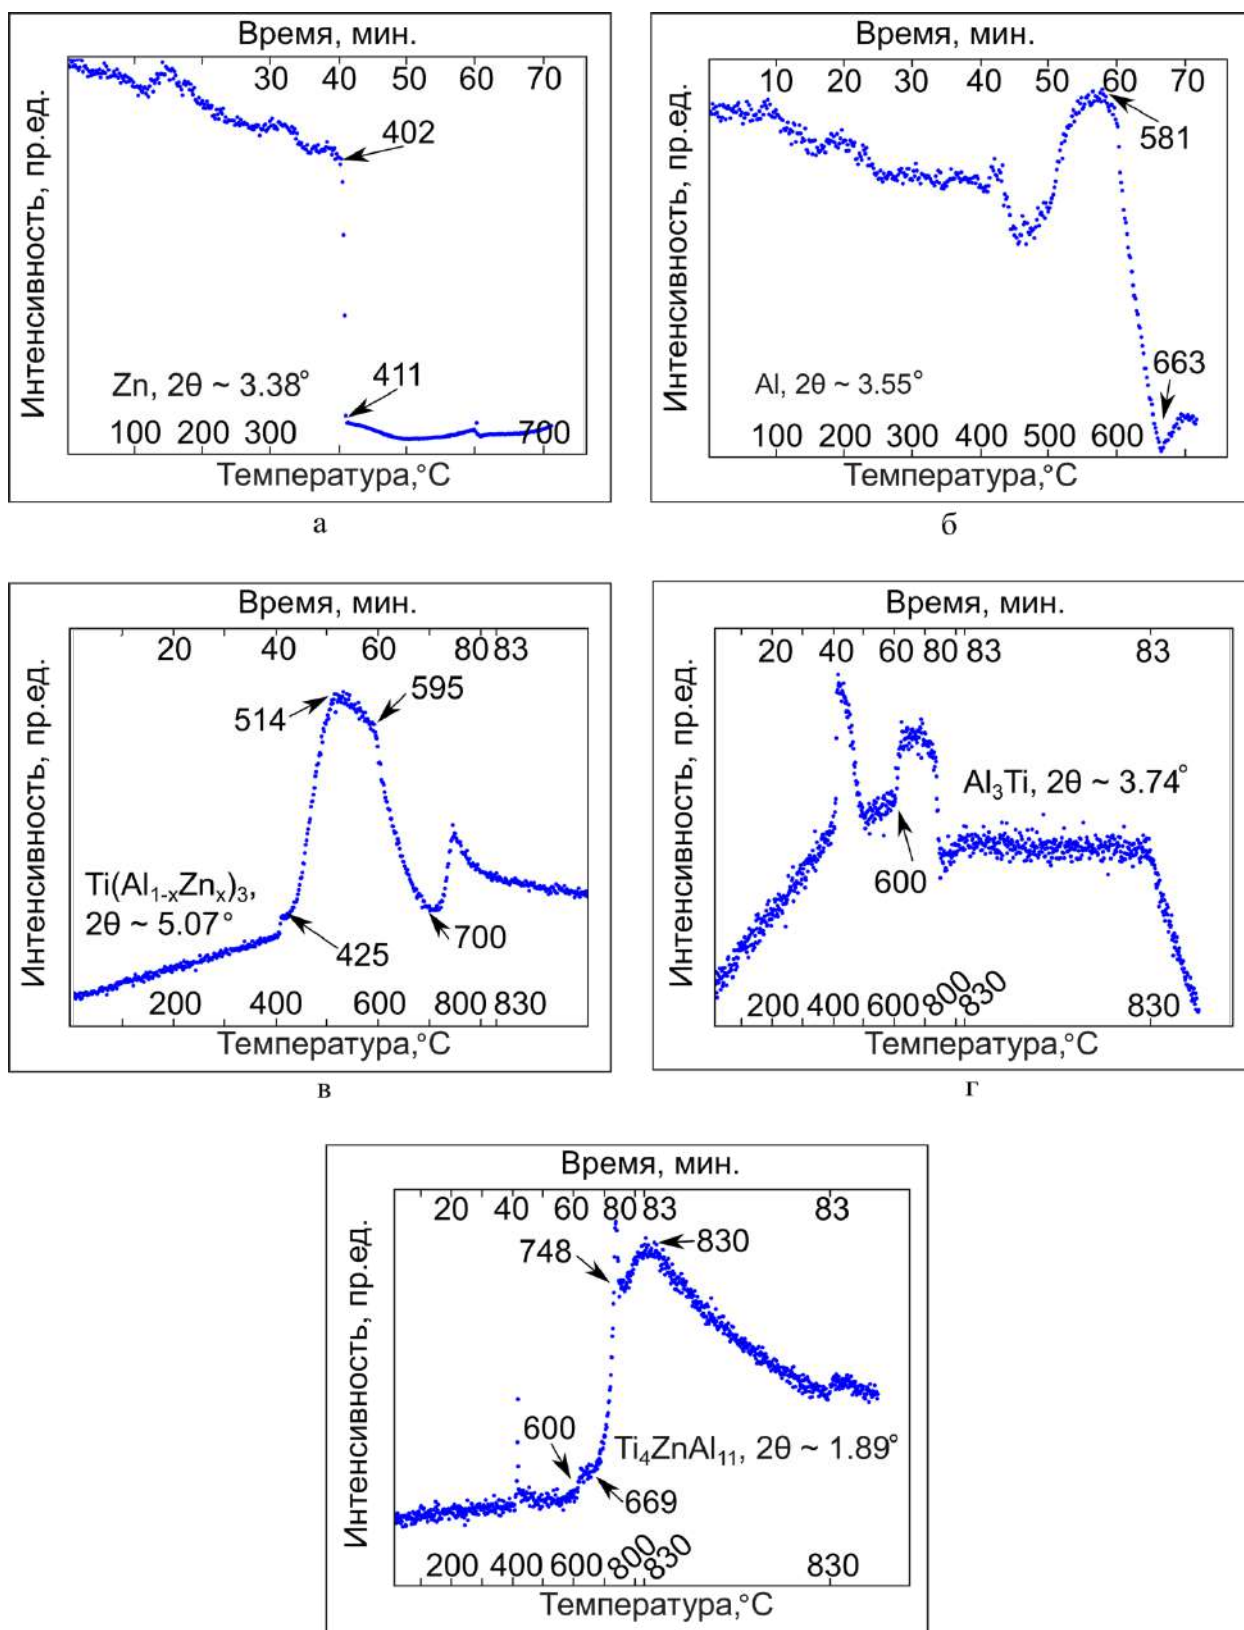 Время, мин.
30 40 50 60 70
402
Интенсивность, пр.ед.
411
Zn, 2θ ~ 3.38°
100 200 300 700
Температура,°C
а
Время, мин.
10 20 30 40 50 60 70
581
Интенсивность, пр.ед.
663
Al, 2θ ~ 3.55°
100 200 300 400 500 600
Температура,°C
б
Время, мин.
20 40 60 80 83
595
514
Интенсивность, пр.ед.
Ti(Al₁₋ₓZnₓ)₃,
2θ ~ 5.07°
425
700
200 400 600 800 830
Температура,°C
в
Время, мин.
20 40 60 80 83 83
Интенсивность, пр.ед.
Al₃Ti, 2θ ~ 3.74°
600
200 400 600 800 830 830
Температура,°C
г
Время, мин.
20 40 60 80 83 83
748
830
Интенсивность, пр.ед.
600
Ti₄ZnAl₁₁, 2θ ~ 1.89°
669
200 400 600 800 830 830
Температура,°C